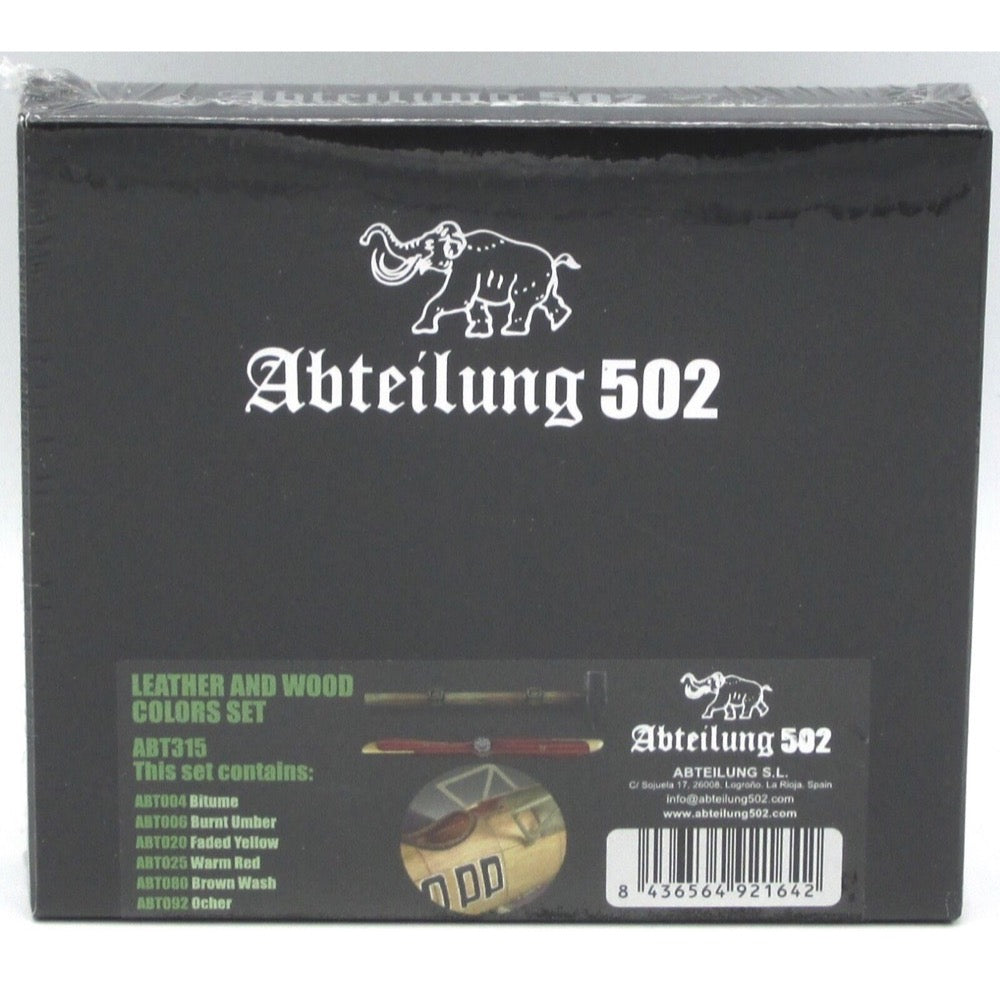 Abteilung 502
Abteilung 502
LEATHER AND WOOD
COLORS SET
ABT315
This set contains:
ABT004 Bitume
ABT006 Burnt Umber
ABT020 Faded Yellow
ABT025 Warm Red
ABT080 Brown Wash
ABT092 Ocher
Abteilung 502
ABTEILUNG S.L.
C/ Sojuela 17, 26008, Logroño. La Rioja. Spain
info@abteilung502.com
www.abteilung502.com
8 436564 921642